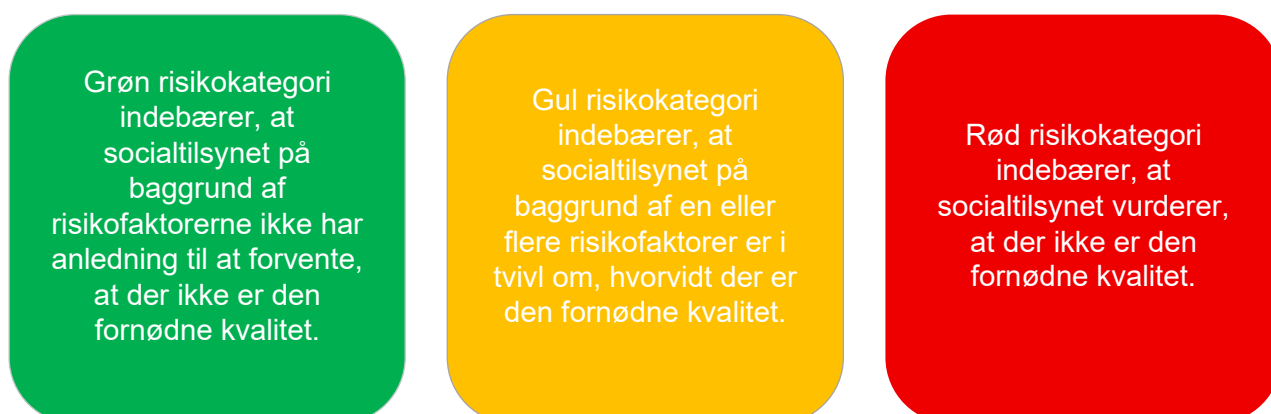 Grøn risikokategori
indebærer, at
socialtilsynet på
baggrund af
risikofaktorerne ikke har
anledning til at forvente,
at der ikke er den
fornødne kvalitet.
Gul risikokategori
indebærer, at
socialtilsynet på
baggrund af en eller
flere risikofaktorer er i
tvivl om, hvorvidt der er
den fornødne kvalitet.
Rød risikokategori
indebærer, at
socialtilsynet vurderer,
at der ikke er den
fornødne kvalitet.